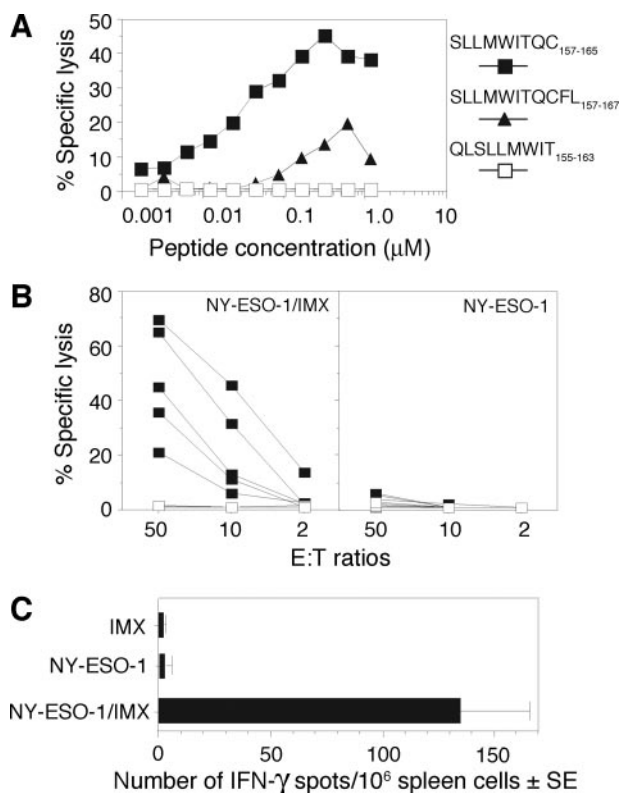 A
50
40
30
20
10
0
% Specific lysis
0.001
0.01
0.1
1.0
10
Peptide concentration (μM)
SLLMWITQC157-165
SLLMWITQCFL157-167
QLSLLMWIT155-163
B
80
60
40
20
0
% Specific lysis
NY-ESO-1/IMX
NY-ESO-1
50
10
2
50
10
2
E:T ratios
C
IMX
NY-ESO-1
NY-ESO-1/IMX
0
50
100
150
Number of IFN-γ spots/10⁶ spleen cells ± SE